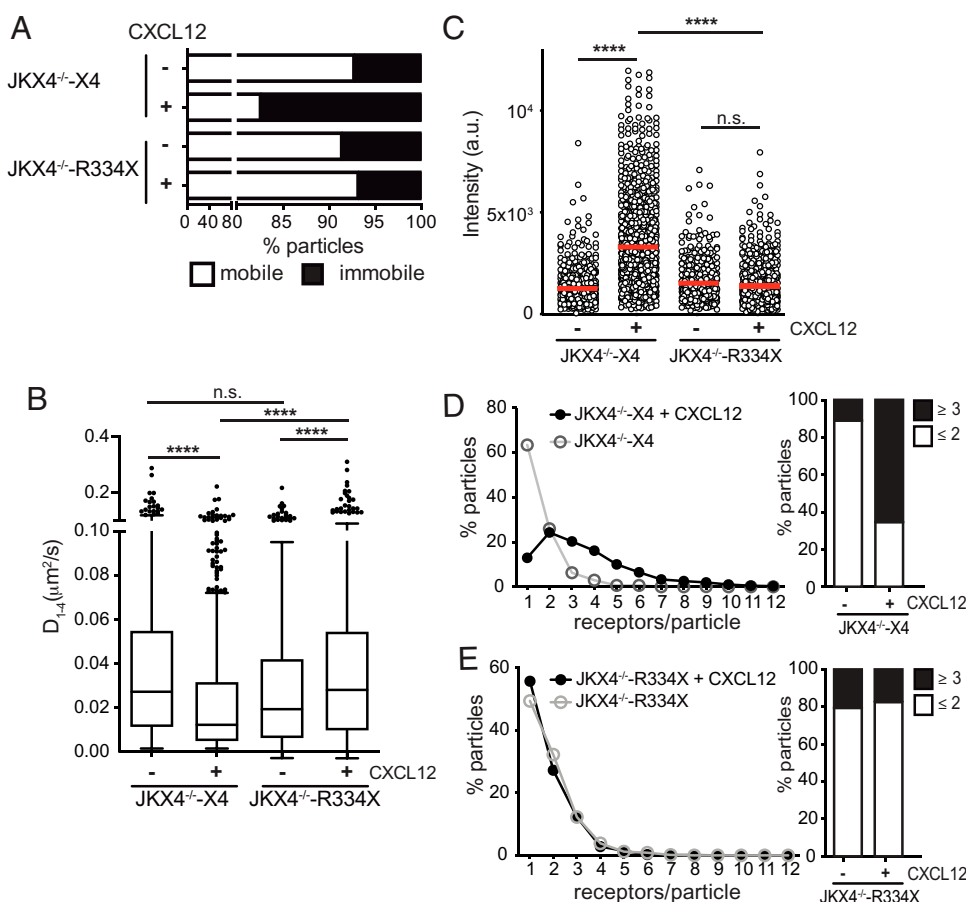 A
CXCL12
JKX4-/--X4
-
+
JKX4-/--R334X
-
+
0 40 80 85 90 95 100
% particles
mobile immobile
B
n.s.
****
****
****
0.4
0.2
0.10
0.08
0.06
0.04
0.02
0.00
D1-4(μm2/s)
- + - + CXCL12
JKX4-/--X4 JKX4-/--R334X
C
****
****
n.s.
10⁴
5x10³
0
Intensity (a.u.)
- + - + CXCL12
JKX4-/--X4 JKX4-/--R334X
D
80
60
40
20
0
% particles
JKX4-/--X4 + CXCL12
JKX4-/--X4
1 2 3 4 5 6 7 8 9 10 11 12
receptors/particle
100
80
60
40
20
0
% particles
≥ 3
≤ 2
- + CXCL12
JKX4-/--X4
E
60
40
20
0
% particles
JKX4-/--R334X + CXCL12
JKX4-/--R334X
1 2 3 4 5 6 7 8 9 10 11 12
receptors/particle
100
80
60
40
20
0
% particles
≥ 3
≤ 2
- + CXCL12
JKX4-/--R334X